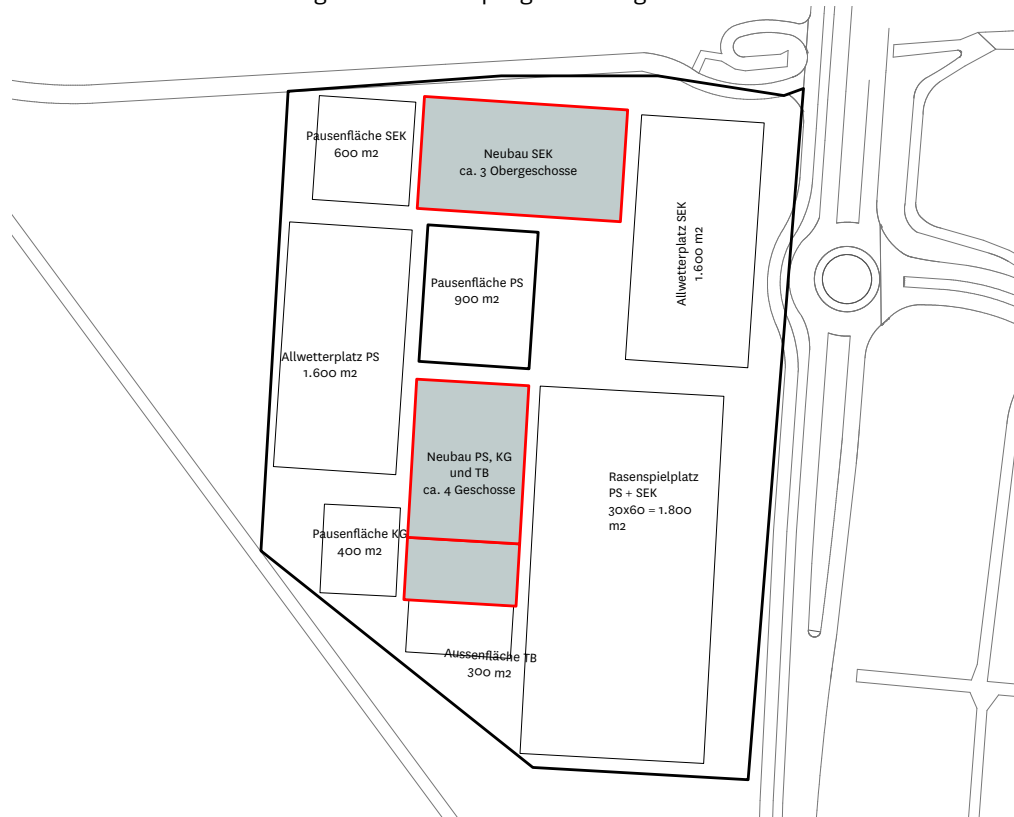 Pausenfläche SEK
600 m2
Neubau SEK
ca. 3 Obergeschosse
Allwetterplatz SEK
1.600 m2
Pausenfläche PS
900 m2
Allwetterplatz PS
1.600 m2
Neubau PS, KG
und TB
ca. 4 Geschosse
Rasenspielplatz
PS + SEK
30x60 = 1.800
m2
Pausenfläche KG
400 m2
Aussenfläche TB
300 m2